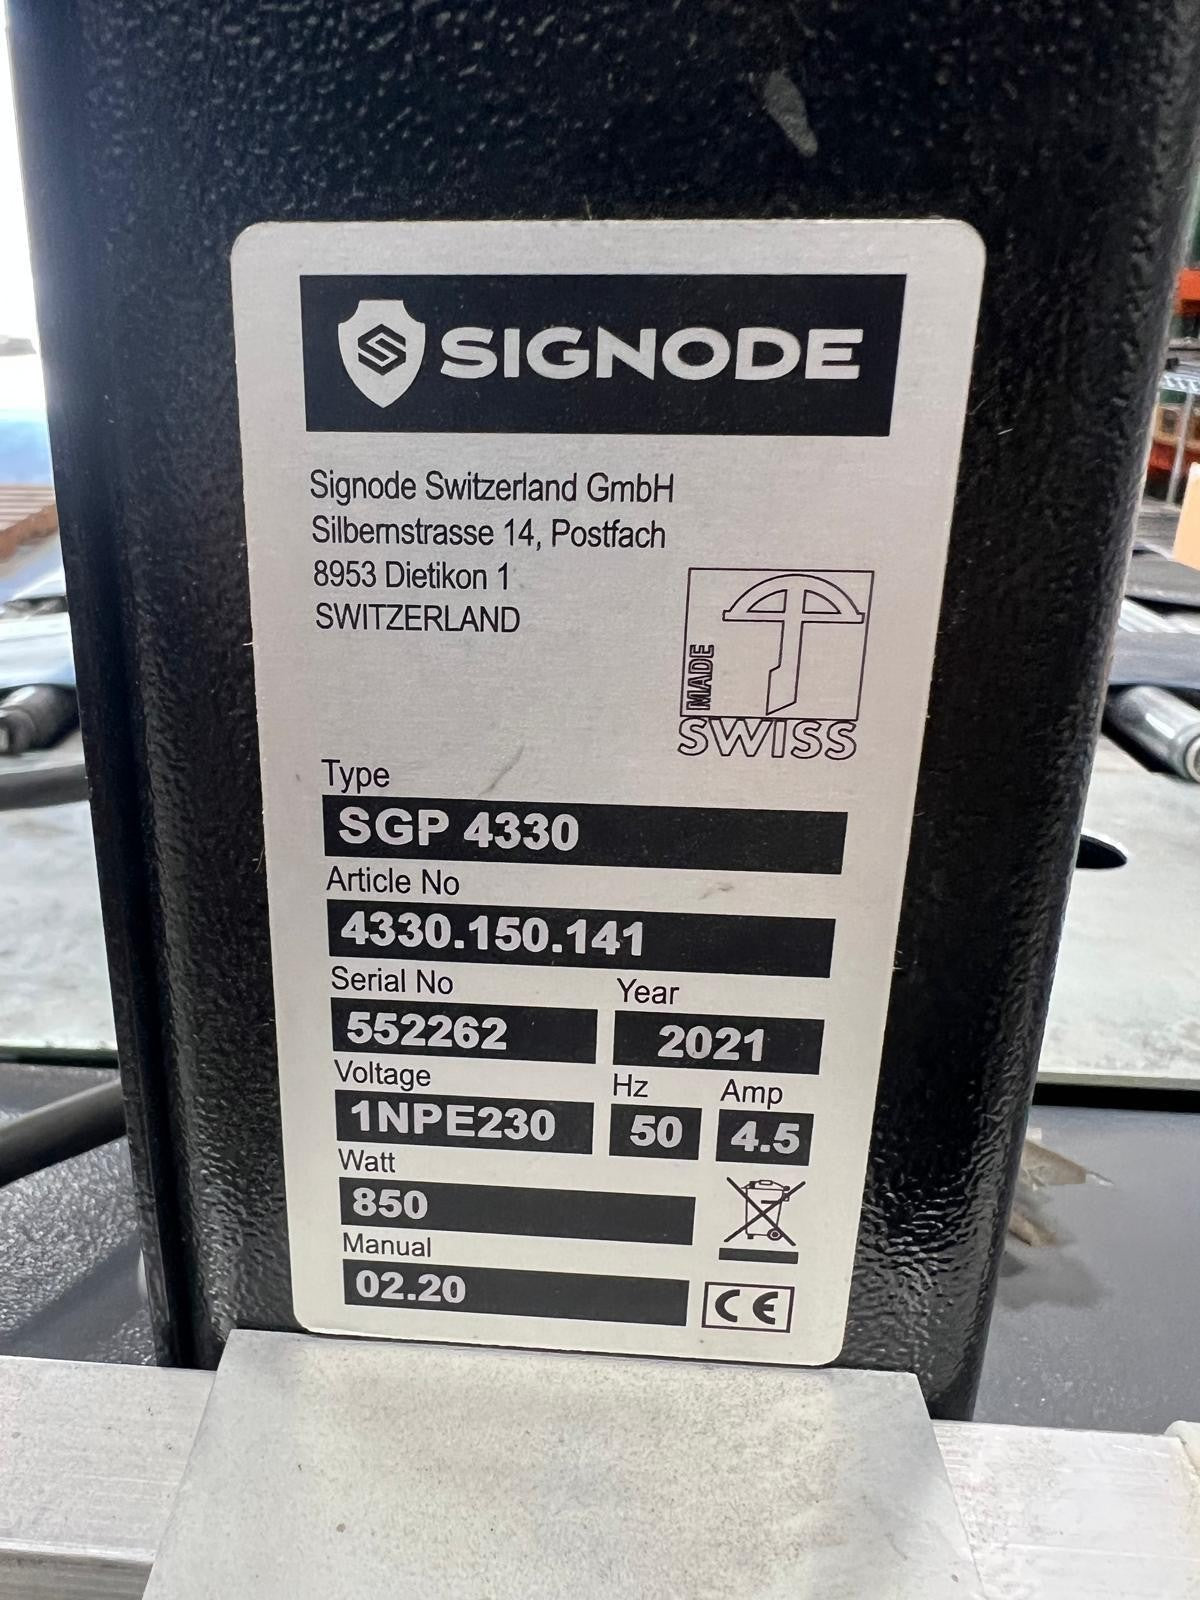 SIGNODE
Signode Switzerland GmbH
Silbernstrasse 14, Postfach
8953 Dietikon 1
SWITZERLAND
MADE
SWISS
Type
SGP 4330
Article No
4330.150.141
Serial No Year
552262 2021
Voltage Hz Amp
1NPE230 50 4.5
Watt
850
Manual
02.20
CE